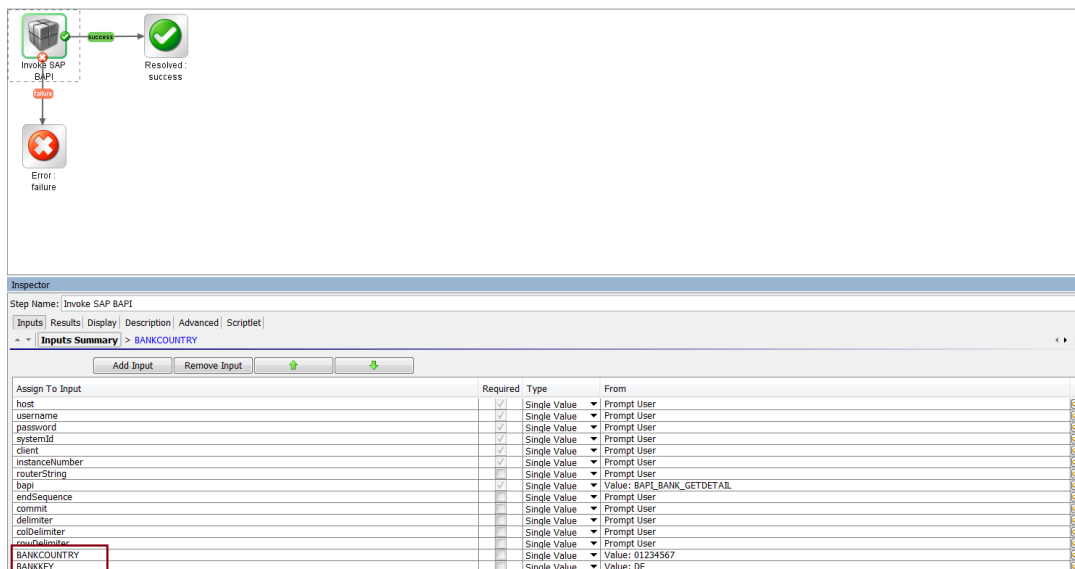 success
Invoke SAP
BAPI
Resolved :
success
failure
Error :
failure
Inspector
Step Name: Invoke SAP BAPI
Inputs Results Display Description Advanced Scriptlet
Inputs Summary > BANKCOUNTRY
Add Input Remove Input
Assign To Input Required Type From
host Single Value Prompt User
username Single Value Prompt User
password Single Value Prompt User
systemId Single Value Prompt User
client Single Value Prompt User
instanceNumber Single Value Prompt User
routerString Single Value Prompt User
bapi Single Value Value: BAPI_BANK_GETDETAIL
endSequence Single Value Prompt User
commit Single Value Prompt User
delimiter Single Value Prompt User
colDelimiter Single Value Prompt User
rowDelimiter Single Value Prompt User
BANKCOUNTRY Single Value Value: 01234567
BANKKEY Single Value Value: DE